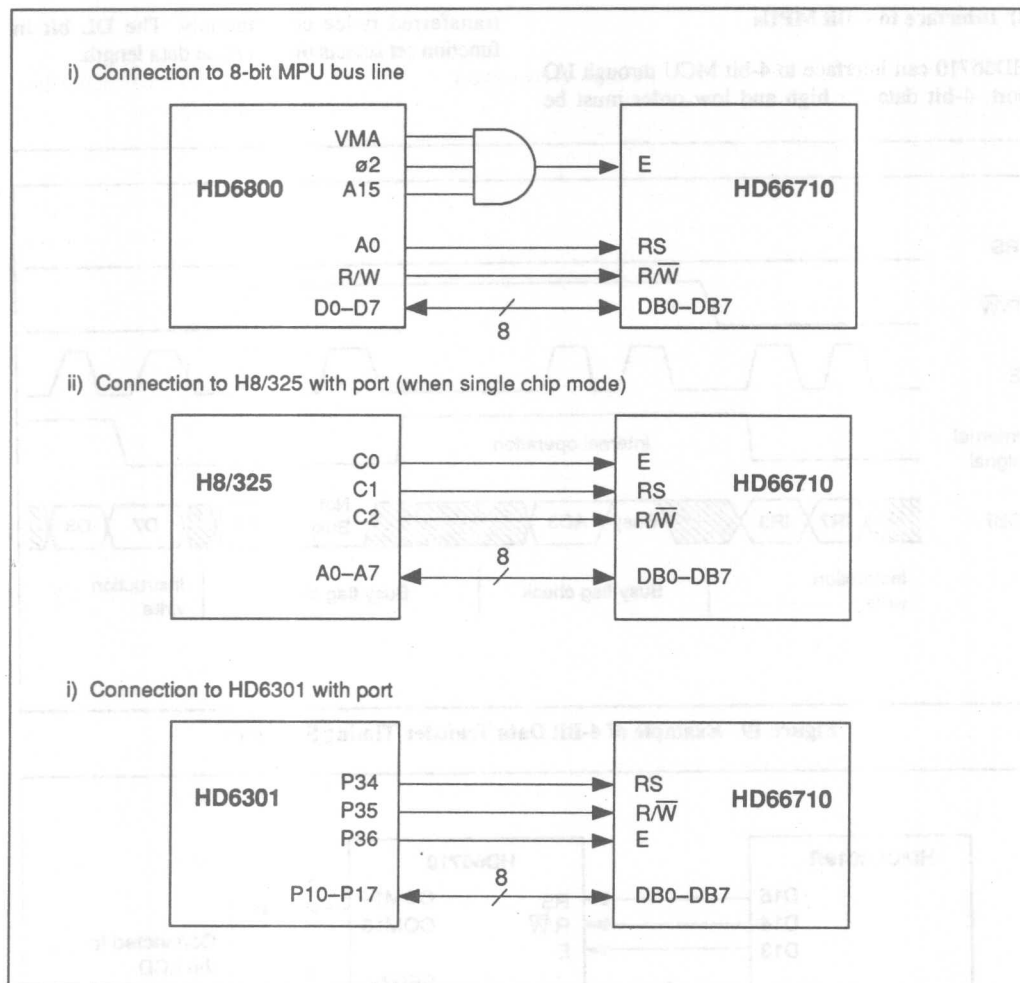 i) Connection to 8-bit MPU bus line
VMA
ø2
A15
HD6800
A0
R/W
D0–D7
8
E
HD66710
RS
R/W̅
DB0–DB7
ii) Connection to H8/325 with port (when single chip mode)
H8/325
C0
C1
C2
A0–A7
8
E
RS
R/W̅
HD66710
DB0–DB7
i) Connection to HD6301 with port
HD6301
P34
P35
P36
P10–P17
8
RS
R/W̅
E
HD66710
DB0–DB7